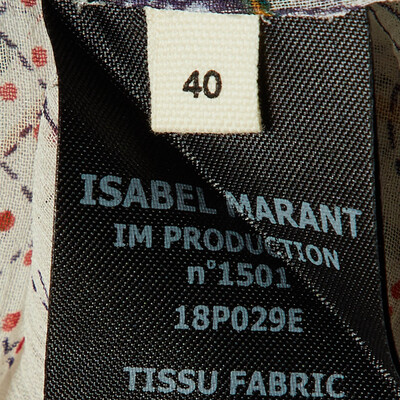 40
ISABEL MARANT
IM PRODUCTION
n°1501
18P029E
TISSU FABRIC